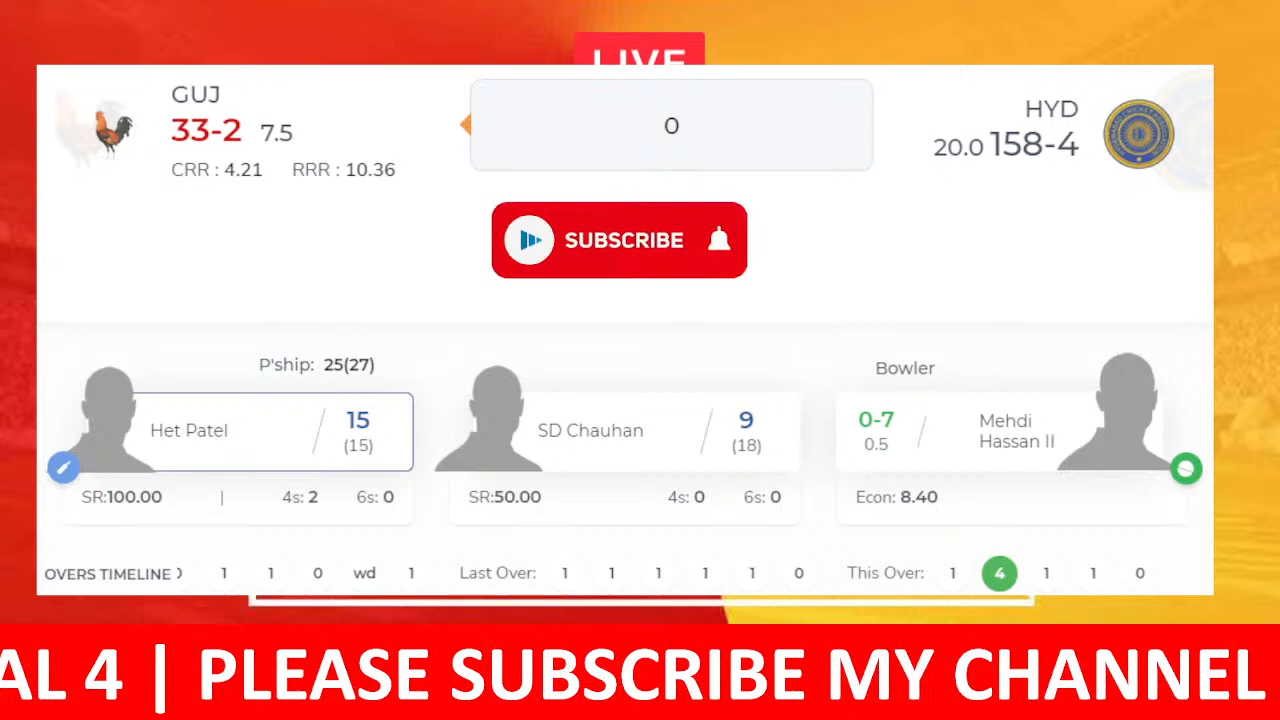 LIVE
GUJ
33-2 7.5
CRR : 4.21 RRR : 10.36
0
HYD
20.0 158-4
SUBSCRIBE
P'ship: 25(27)
Het Patel 15 (15)
SR:100.00 | 4s: 2 6s: 0
SD Chauhan 9 (18)
SR:50.00 4s: 0 6s: 0
Bowler
0-7 0.5 Mehdi Hassan II
Econ: 8.40
OVERS TIMELINE 1 1 0 wd 1 Last Over: 1 1 1 1 1 0 This Over: 1 4 1 1 0
AL 4 | PLEASE SUBSCRIBE MY CHANNEL